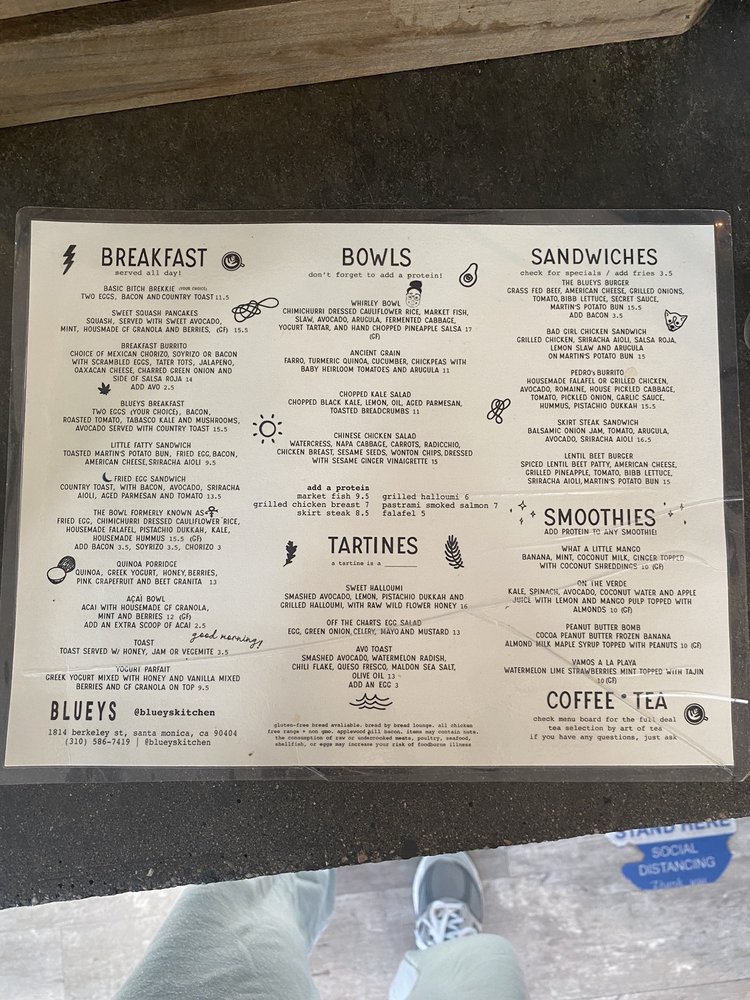 BREAKFAST
served all day!
BASIC BITCH BREKKIE (YOUR CHOICE)
TWO EGGS, BACON AND COUNTRY TOAST 11.5
SWEET SQUASH PANCAKES
SQUASH, SERVED WITH SWEET AVOCADO,
MINT, HOUSMADE GF GRANOLA AND BERRIES, (GF) 15.5
BREAKFAST BURRITO
CHOICE OF MEXICAN CHORIZO, SOYRIZO OR BACON
WITH SCRAMBLED EGGS, TATER TOTS, JALAPENO,
OAXACAN CHEESE, CHARRED GREEN ONION AND
SIDE OF SALSA ROJA 14
ADD AVO 2.5
BLUEYS BREAKFAST
TWO EGGS (YOUR CHOICE), BACON,
ROASTED TOMATO, TABASCO KALE AND MUSHROOMS,
AVOCADO SERVED WITH COUNTRY TOAST 15.5
LITTLE FATTY SANDWICH
TOASTED MARTIN'S POTATO BUN, FRIED EGG, BACON,
AMERICAN CHEESE, SRIRACHA AIOLI 9.5
FRIED EGG SANDWICH
COUNTRY TOAST, WITH BACON, AVOCADO, SRIRACHA
AIOLI, AGED PARMESAN AND TOMATO 13.5
THE BOWL FORMERLY KNOWN AS
FRIED EGG, CHIMICHURRI DRESSED CAULIFLOWER RICE,
HOUSEMADE FALAFEL, PISTACHIO DUKKAH, KALE,
HOUSEMADE HUMMUS 15.5 (GF)
ADD BACON 3.5, SOYRIZO 3.5, CHORIZO 3
QUINOA PORRIDGE
QUINOA, GREEK YOGURT, HONEY, BERRIES,
PINK GRAPEFRUIT AND BEET GRANITA 13
AÇAÍ BOWL
ACAI WITH HOUSEMADE GF GRANOLA,
MINT AND BERRIES 12 (GF)
ADD AN EXTRA SCOOP OF ACAI 2.5
good morning!
TOAST
TOAST SERVED W/ HONEY, JAM OR VEGEMITE 3.5
YOGURT PARFAIT
GREEK YOGURT MIXED WITH HONEY AND VANILLA MIXED
BERRIES AND GF GRANOLA ON TOP 9.5
BLUEYS @blueyskitchen
1814 berkeley st, santa monica, ca 90404
(310) 586-7419 | @blueyskitchen
BOWLS
don't forget to add a protein!
WHIRLEY BOWL
CHIMICHURRI DRESSED CAULIFLOWER RICE, MARKET FISH,
SLAW, AVOCADO, ARUGULA, FERMENTED CABBAGE,
YOGURT TARTAR, AND HAND CHOPPED PINEAPPLE SALSA 17
(GF)
ANCIENT GRAIN
FARRO, TURMERIC QUINOA, CUCUMBER, CHICKPEAS WITH
BABY HEIRLOOM TOMATOES AND ARUGULA 11
CHOPPED KALE SALAD
CHOPPED BLACK KALE, LEMON, OIL, AGED PARMESAN,
TOASTED BREADCRUMBS 11
CHINESE CHICKEN SALAD
WATERCRESS, NAPA CABBAGE, CARROTS, RADICCHIO,
CHICKEN BREAST, SESAME SEEDS, WONTON CHIPS, DRESSED
WITH SESAME GINGER VINAIGRETTE 15
add a protein
market fish 9.5 grilled halloumi 6
grilled chicken breast 7 pastrami smoked salmon 7
skirt steak 8.5 falafel 5
TARTINES
a tartine is a ________
SWEET HALLOUMI
SMASHED AVOCADO, LEMON, PISTACHIO DUKKAH AND
GRILLED HALLOUMI, WITH RAW WILD FLOWER HONEY 16
OFF THE CHARTS EGG SALAD
EGG, GREEN ONION, CELERY, MAYO AND MUSTARD 13
AVO TOAST
SMASHED AVOCADO, WATERMELON RADISH,
CHILI FLAKE, QUESO FRESCO, MALDON SEA SALT,
OLIVE OIL 13
ADD AN EGG 3
gluten-free bread avaliable. bread by bread lounge. all chicken
free range + non gmo. applewood pill bacon. items may contain nuts.
the consumption of raw or undercooked meats, poultry, seafood,
shellfish, or eggs may increase your risk of foodborne illness
SANDWICHES
check for specials / add fries 3.5
THE BLUEYS BURGER
GRASS FED BEEF, AMERICAN CHEESE, GRILLED ONIONS,
TOMATO, BIBB LETTUCE, SECRET SAUCE,
MARTIN'S POTATO BUN 15.5
ADD BACON 3.5
BAD GIRL CHICKEN SANDWICH
GRILLED CHICKEN, SRIRACHA AIOLI, SALSA ROJA,
LEMON SLAW AND ARUGULA
ON MARTIN'S POTATO BUN 15
PEDRO'S BURRITO
HOUSEMADE FALAFEL OR GRILLED CHICKEN,
AVOCADO, ROMAINE, HOUSE PICKLED CABBAGE,
TOMATO, PICKLED ONION, GARLIC SAUCE,
HUMMUS, PISTACHIO DUKKAH 15.5
SKIRT STEAK SANDWICH
BALSAMIC ONION JAM, TOMATO, ARUGULA,
AVOCADO, SRIRACHA AIOLI 16.5
LENTIL BEET BURGER
SPICED LENTIL BEET PATTY, AMERICAN CHEESE,
GRILLED PINEAPPLE, TOMATO, BIBB LETTUCE,
SRIRACHA AIOLI, MARTIN'S POTATO BUN 15
SMOOTHIES
ADD PROTEIN TO ANY SMOOTHIE!
WHAT A LITTLE MANGO
BANANA, MINT, COCONUT MILK, GINGER TOPPED
WITH COCONUT SHREDDINGS 10 (GF)
ON THE VERDE
KALE, SPINACH, AVOCADO, COCONUT WATER AND APPLE
JUICE WITH LEMON AND MANGO PULP TOPPED WITH
ALMONDS 10 (GF)
PEANUT BUTTER BOMB
COCOA PEANUT BUTTER FROZEN BANANA
ALMOND MILK MAPLE SYRUP TOPPED WITH PEANUTS 10 (GF)
VAMOS A LA PLAYA
WATERMELON LIME STRAWBERRIES MINT TOPPED WITH TAJIN
10 (GF)
COFFEE * TEA
check menu board for the full deal
tea selection by art of tea
if you have any questions, just ask
STAND HERE
SOCIAL
DISTANCING
Thank you